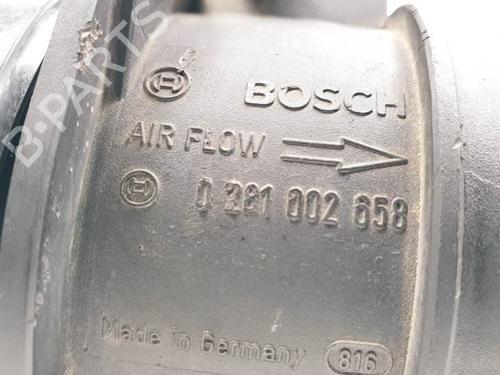 BOSCH
AIR FLOW
0 281 002 658
Made in Germany 816
B-PARTS